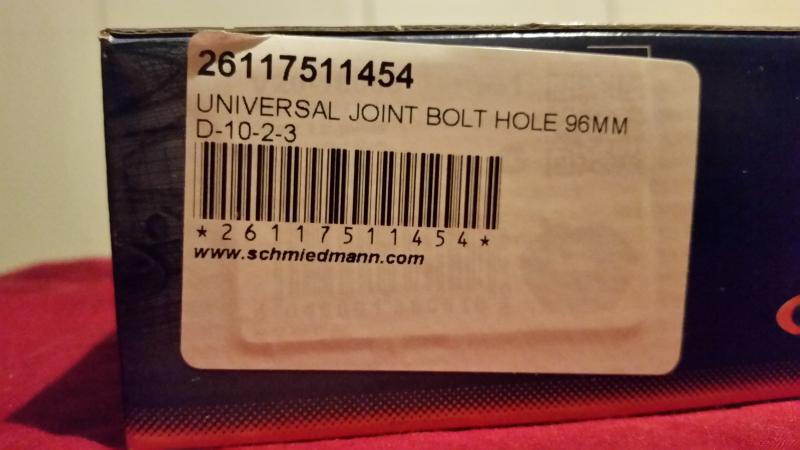 26117511454
UNIVERSAL JOINT BOLT HOLE 96MM
D-10-2-3
*26117511454*
www.schmiedmann.com